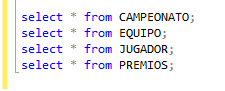 select * from CAMPEONATO;
select * from EQUIPO;
select * from JUGADOR;
select * from PREMIOS;